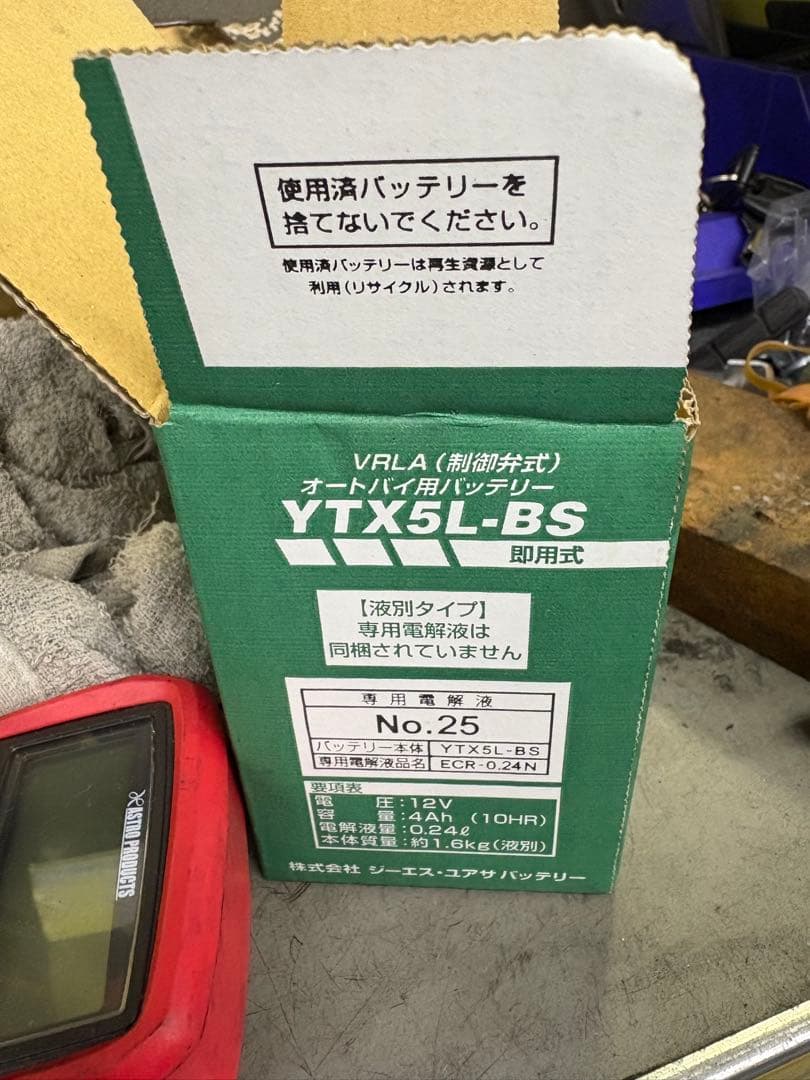 使用済バッテリーを
捨てないでください。
使用済バッテリーは再生資源として
利用(リサイクル)されます。
VRLA(制御弁式)
オートバイ用バッテリー
YTX5L-BS
即用式
【液別タイプ】
専用電解液は
同梱されていません
専用電解液
No.25
バッテリー本体 YTX5L-BS
専用電解液品名 ECR-0.24N
要項表
電圧:12V
容量:4Ah (10HR)
電解液量:0.24ℓ
本体質量:約1.6kg(液別)
株式会社 ジーエス・ユアサ バッテリー
ASTRO PRODUCTS